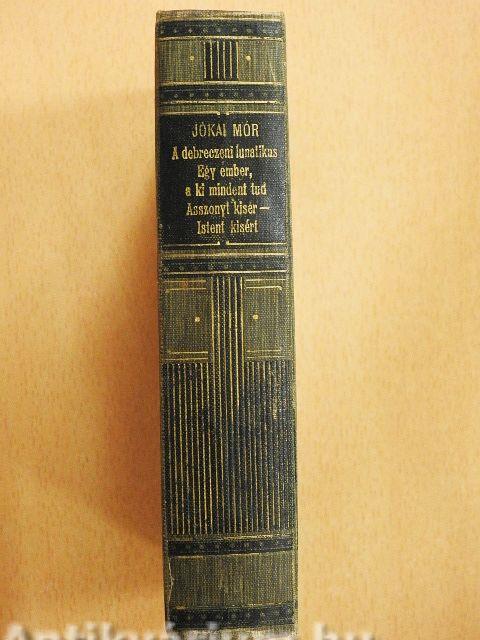 JÓKAI MÓR
A debreczeni lunatikus
Egy ember,
a ki mindent tud
Asszonyt kisér —
Istent kisért